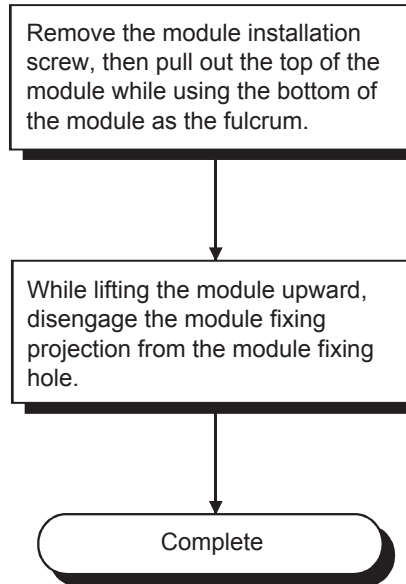 Remove the module installation
screw, then pull out the top of the
module while using the bottom of
the module as the fulcrum.
While lifting the module upward,
disengage the module fixing
projection from the module fixing
hole.
Complete